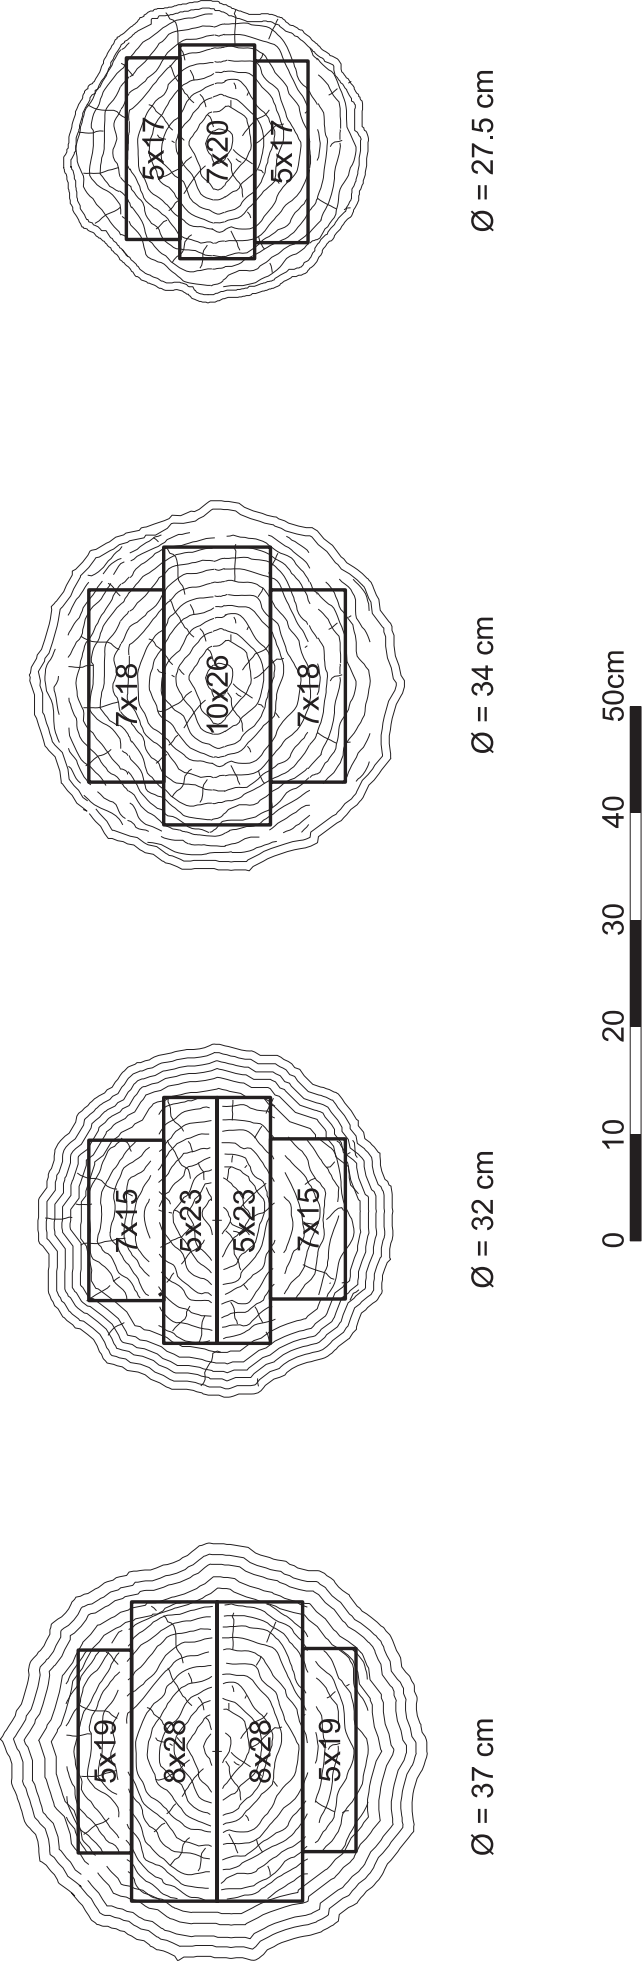 5x19
8x28
8x28
5x19
Ø = 37 cm
7x15
5x23
5x23
7x15
Ø = 32 cm
7x18
10x26
7x18
Ø = 34 cm
5x17
7x20
5x17
Ø = 27.5 cm
0 10 20 30 40 50cm